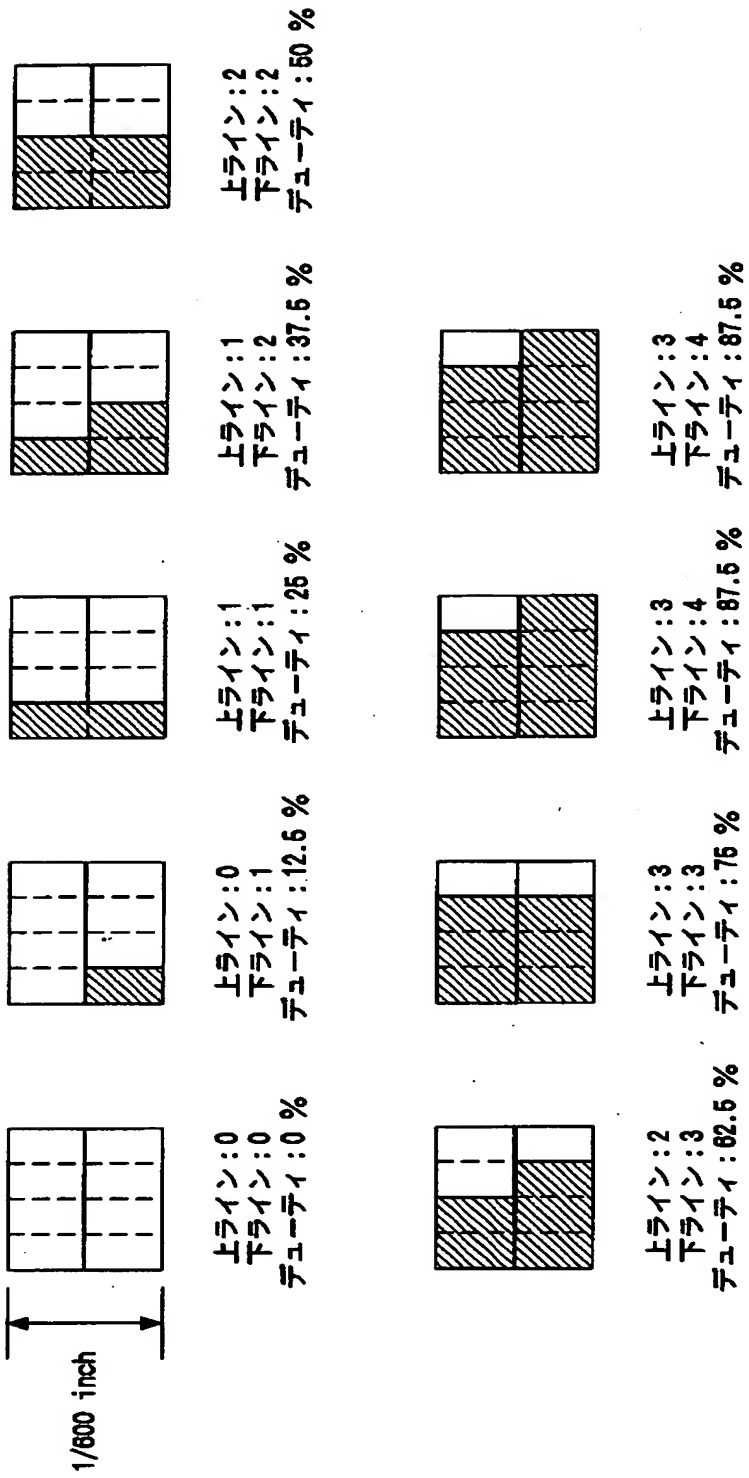 1/600 inch
上ライン:0
下ライン:0
デューティ:0 %
上ライン:0
下ライン:1
デューティ:12.5 %
上ライン:1
下ライン:1
デューティ:25 %
上ライン:1
下ライン:2
デューティ:37.5 %
上ライン:2
下ライン:2
デューティ:50 %
上ライン:2
下ライン:3
デューティ:62.5 %
上ライン:3
下ライン:3
デューティ:75 %
上ライン:3
下ライン:4
デューティ:87.5 %
上ライン:3
下ライン:4
デューティ:87.5 %